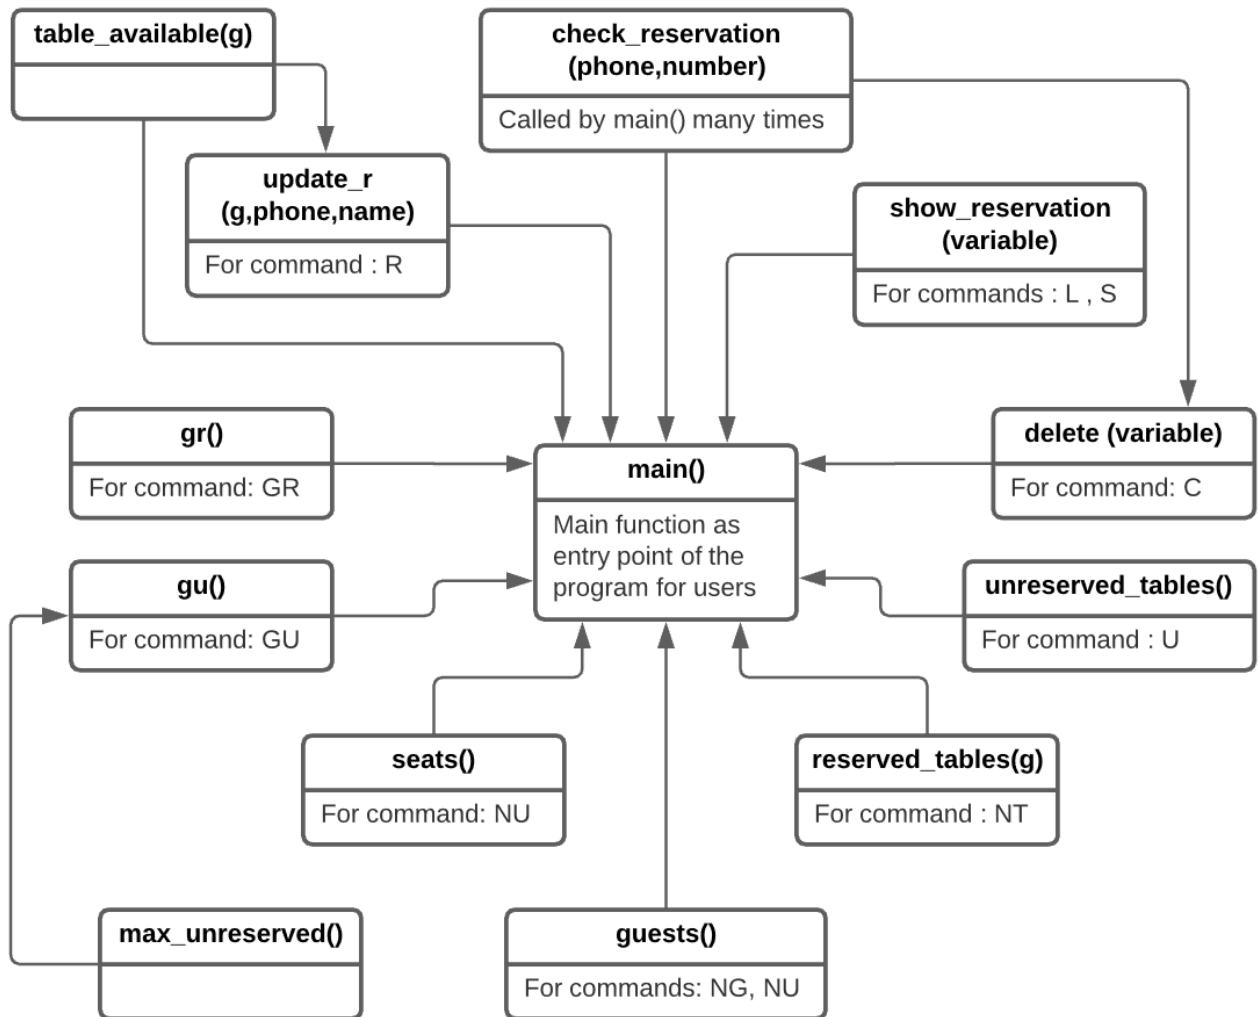 table_available(g)
check_reservation
(phone,number)
Called by main() many times
update_r
(g,phone,name)
For command : R
show_reservation
(variable)
For commands : L , S
gr()
For command: GR
main()
Main function as
entry point of the
program for users
delete (variable)
For command: C
gu()
For command: GU
unreserved_tables()
For command : U
seats()
For command: NU
reserved_tables(g)
For command : NT
max_unreserved()
guests()
For commands: NG, NU